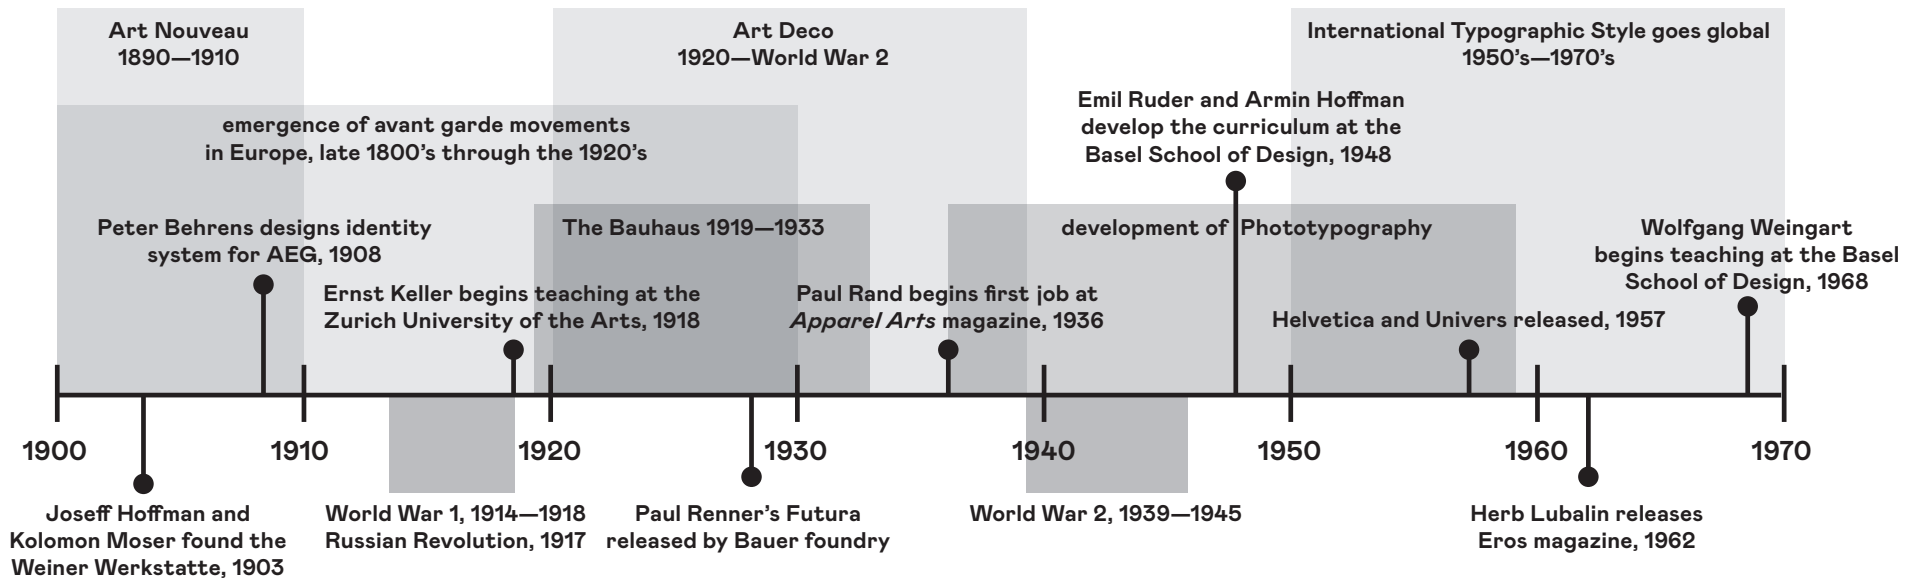 Art Nouveau
1890—1910
Art Deco
1920—World War 2
International Typographic Style goes global
1950’s—1970’s
emergence of avant garde movements
in Europe, late 1800’s through the 1920’s
Emil Ruder and Armin Hoffman
develop the curriculum at the
Basel School of Design, 1948
Peter Behrens designs identity
system for AEG, 1908
The Bauhaus 1919—1933
development of Phototypography
Wolfgang Weingart
begins teaching at the Basel
School of Design, 1968
Ernst Keller begins teaching at the
Zurich University of the Arts, 1918
Paul Rand begins first job at
Apparel Arts magazine, 1936
Helvetica and Univers released, 1957
1900
1910
1920
1930
1940
1950
1960
1970
Joseff Hoffman and
Kolomon Moser found the
Weiner Werkstatte, 1903
World War 1, 1914—1918
Russian Revolution, 1917
Paul Renner’s Futura
released by Bauer foundry
World War 2, 1939—1945
Herb Lubalin releases
Eros magazine, 1962